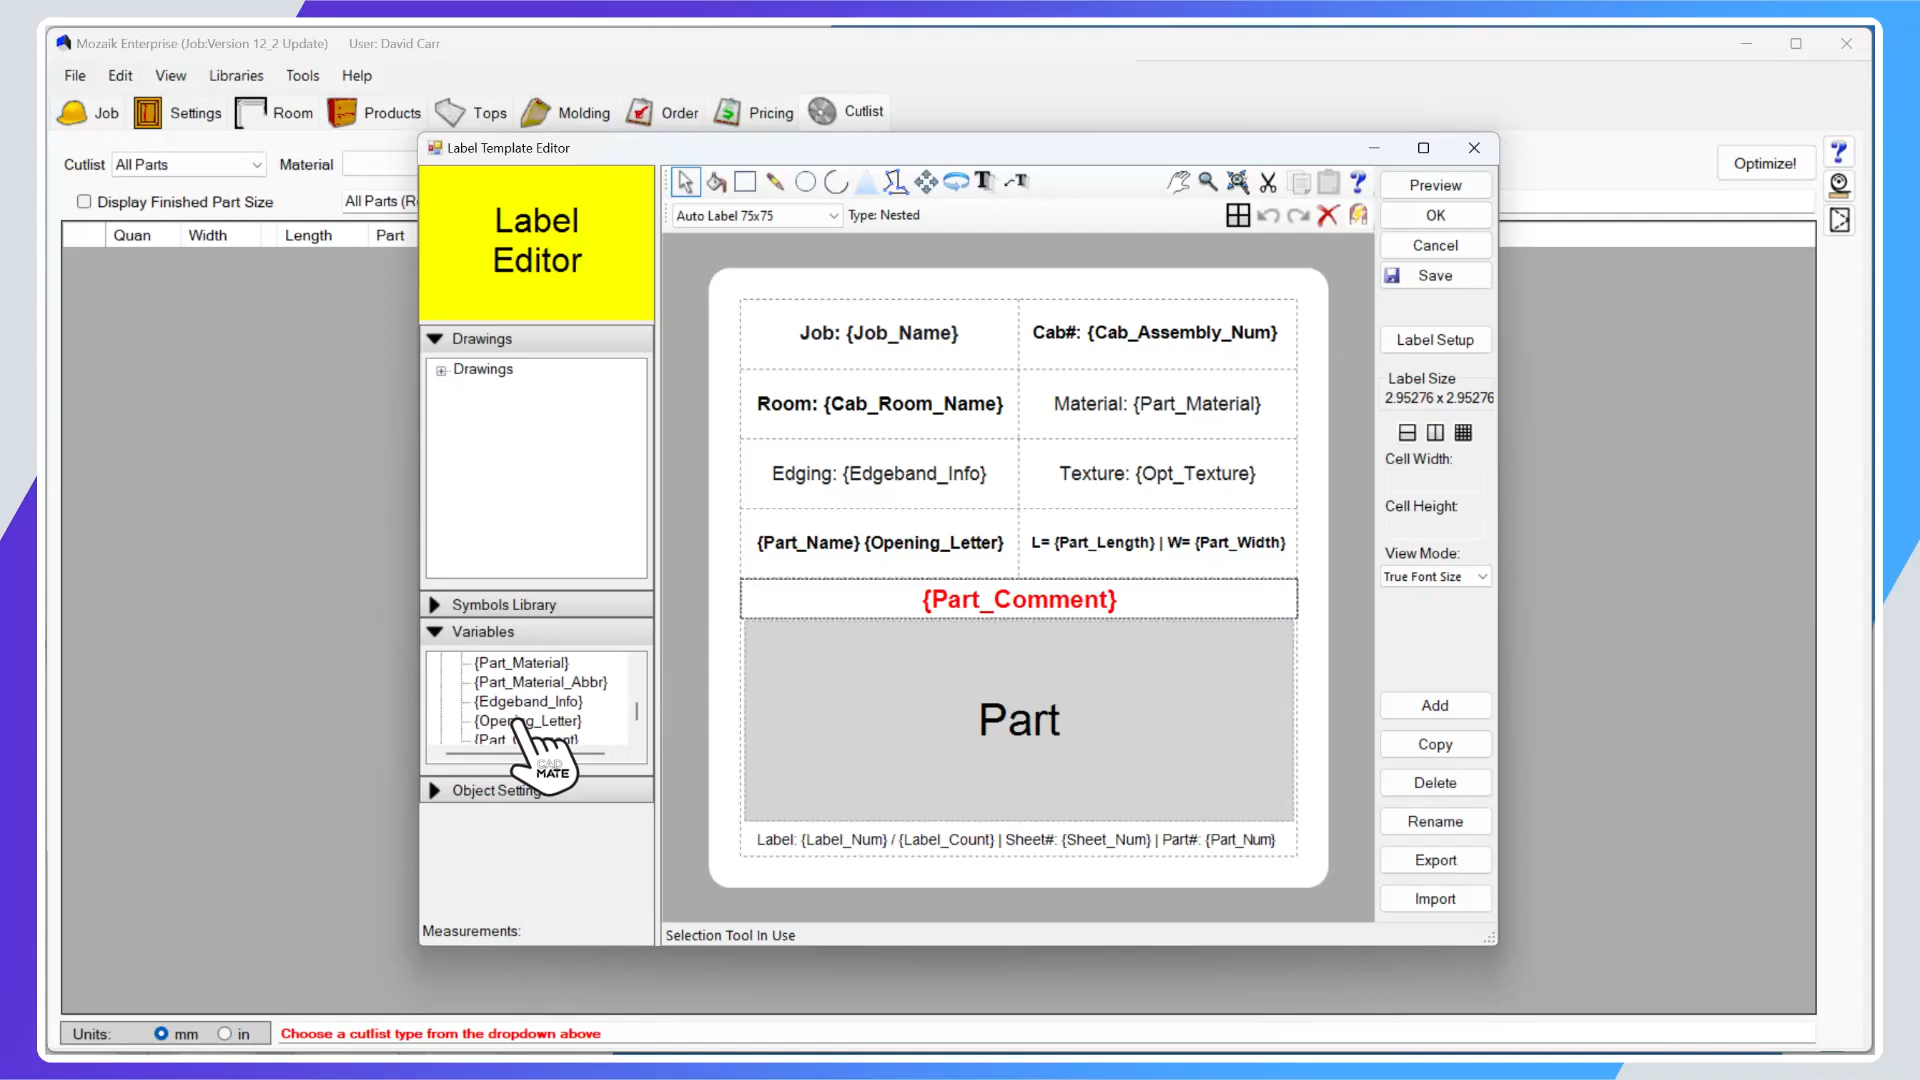 Mozaik Enterprise (Job:Version 12_2 Update) User: David Carr
File Edit View Libraries Tools Help
Job Settings Room Products Tops Molding Order Pricing Cutlist
Cutlist All Parts Material
Optimize!
Display Finished Part Size All Parts (R
Quan Width Length Part
Label Template Editor
Label
Editor
Auto Label 75x75 Type: Nested
Drawings
Drawings
Symbols Library
Variables
{Part_Material}
{Part_Material_Abbr}
{Edgeband_Info}
{Opening_Letter}
CAD
MATE
Object Setting
Measurements:
Job: {Job_Name} Cab#: {Cab_Assembly_Num}
Room: {Cab_Room_Name} Material: {Part_Material}
Edging: {Edgeband_Info} Texture: {Opt_Texture}
{Part_Name} {Opening_Letter} L= {Part_Length} | W= {Part_Width}
{Part_Comment}
Part
Label: {Label_Num} / {Label_Count} | Sheet#: {Sheet_Num} | Part#: {Part_Num}
Selection Tool In Use
Preview
OK
Cancel
Save
Label Setup
Label Size
2.95276 x 2.95276
Cell Width:
Cell Height:
View Mode:
True Font Size
Add
Copy
Delete
Rename
Export
Import
Units: mm in Choose a cutlist type from the dropdown above